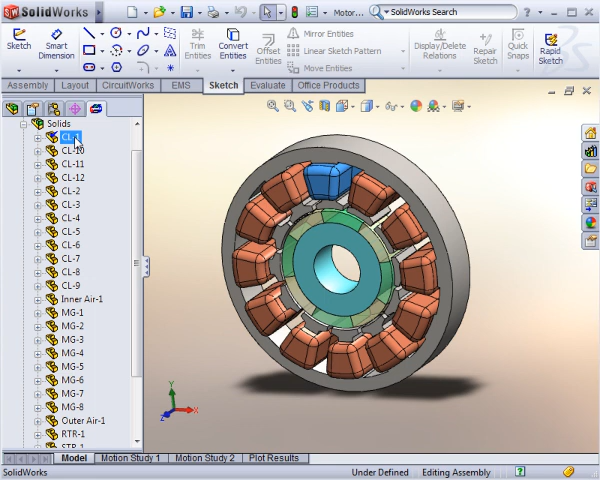 SolidWorks
Motor...
SolidWorks Search
Sketch
Smart Dimension
Trim Entities
Convert Entities
Offset Entities
Mirror Entities
Linear Sketch Pattern
Move Entities
Display/Delete Relations
Repair Sketch
Quick Snaps
Rapid Sketch
Assembly
Layout
CircuitWorks
EMS
Sketch
Evaluate
Office Products
Solids
CL-1
CL-10
CL-11
CL-12
CL-2
CL-3
CL-4
CL-5
CL-6
CL-7
CL-8
CL-9
Inner Air-1
MG-1
MG-2
MG-3
MG-4
MG-5
MG-6
MG-7
MG-8
Outer Air-1
RTR-1
STR-1
Y
X
Z
Model
Motion Study 1
Motion Study 2
Plot Results
SolidWorks
Under Defined
Editing Assembly